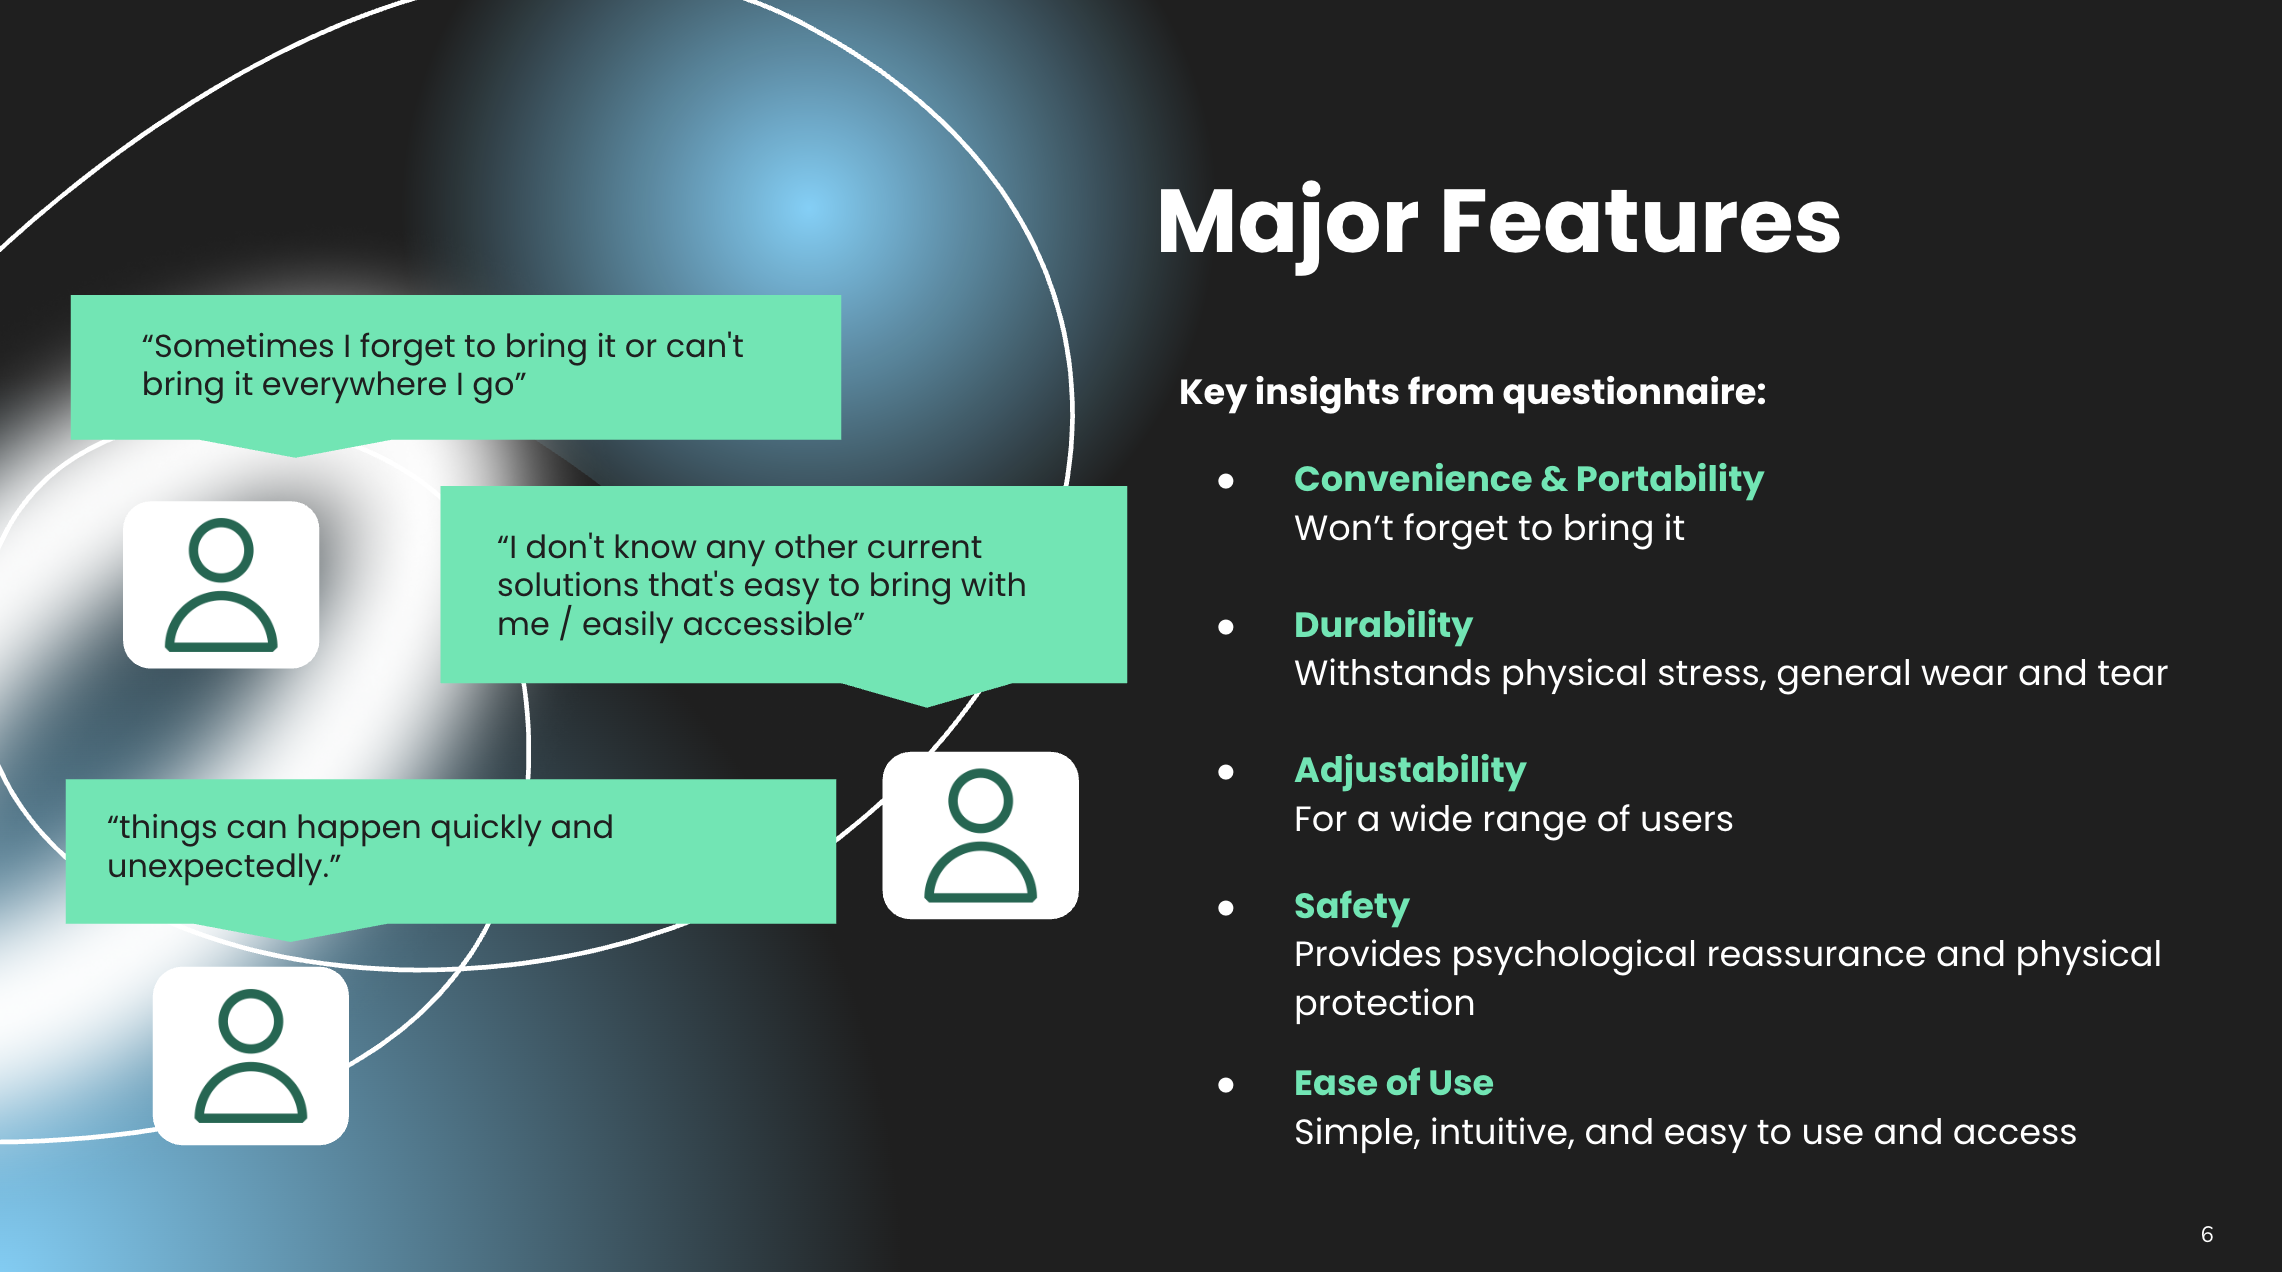 Major Features
“Sometimes I forget to bring it or can't
bring it everywhere I go”
“I don't know any other current
solutions that's easy to bring with
me / easily accessible”
“things can happen quickly and
unexpectedly.”
Key insights from questionnaire:
● Convenience & Portability
Won’t forget to bring it
● Durability
Withstands physical stress, general wear and tear
● Adjustability
For a wide range of users
● Safety
Provides psychological reassurance and physical
protection
● Ease of Use
Simple, intuitive, and easy to use and access
6